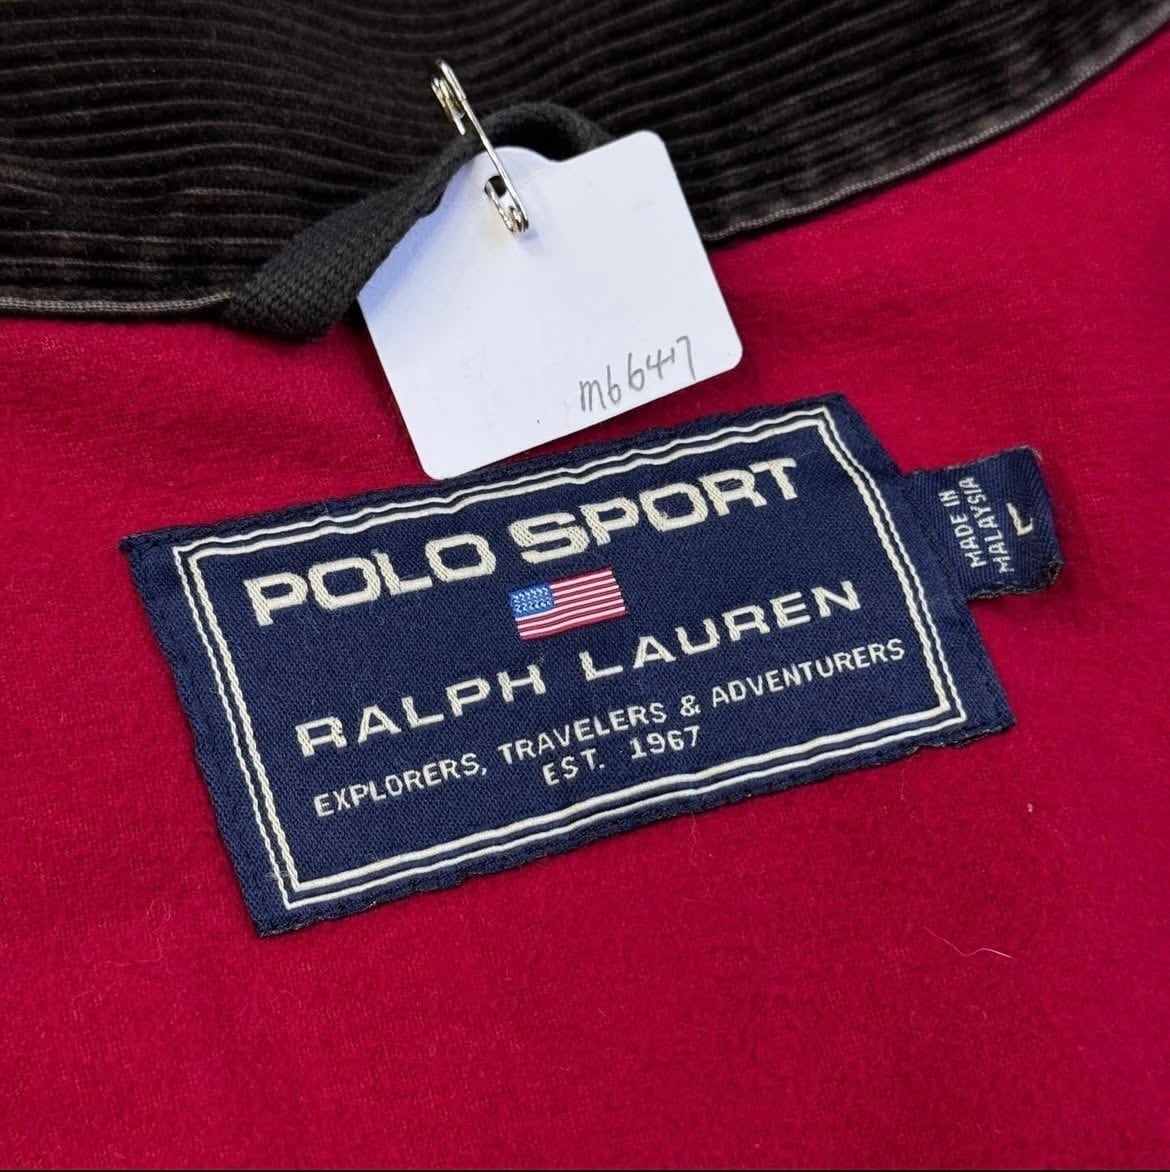 m6647
POLO SPORT
RALPH LAUREN
EXPLORERS, TRAVELERS & ADVENTURERS
EST. 1967
MADE IN
MALAYSIA
L